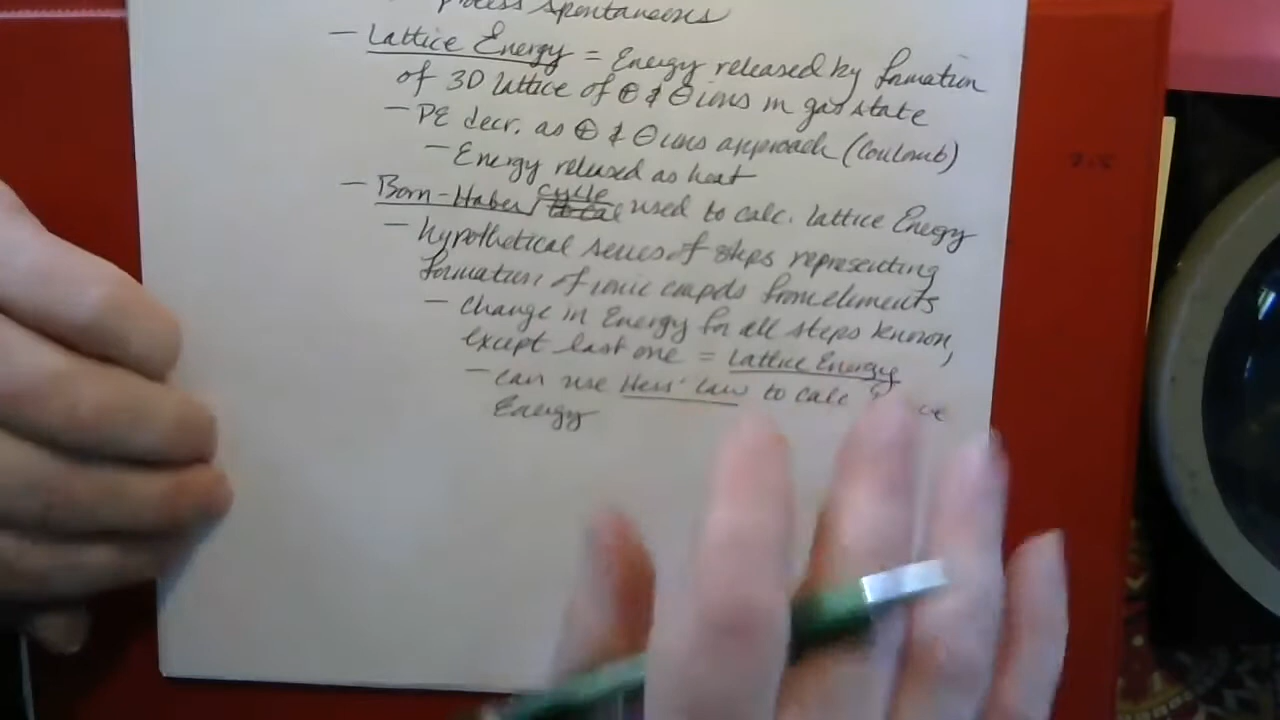 process spontaneous
— Lattice Energy = Energy released by formation
of 3D lattice of ⊕ & ⊖ ions in gas state
— PE decr. as ⊕ & ⊖ ions approach (Coulomb)
— Energy released as heat
— Born-Haber cycle used to calc. lattice Energy
— hypothetical series of steps representing
formation of ionic cmpds from elements
— change in Energy for all steps known,
except last one = Lattice Energy
— can use Hess' Law to calc
Energy